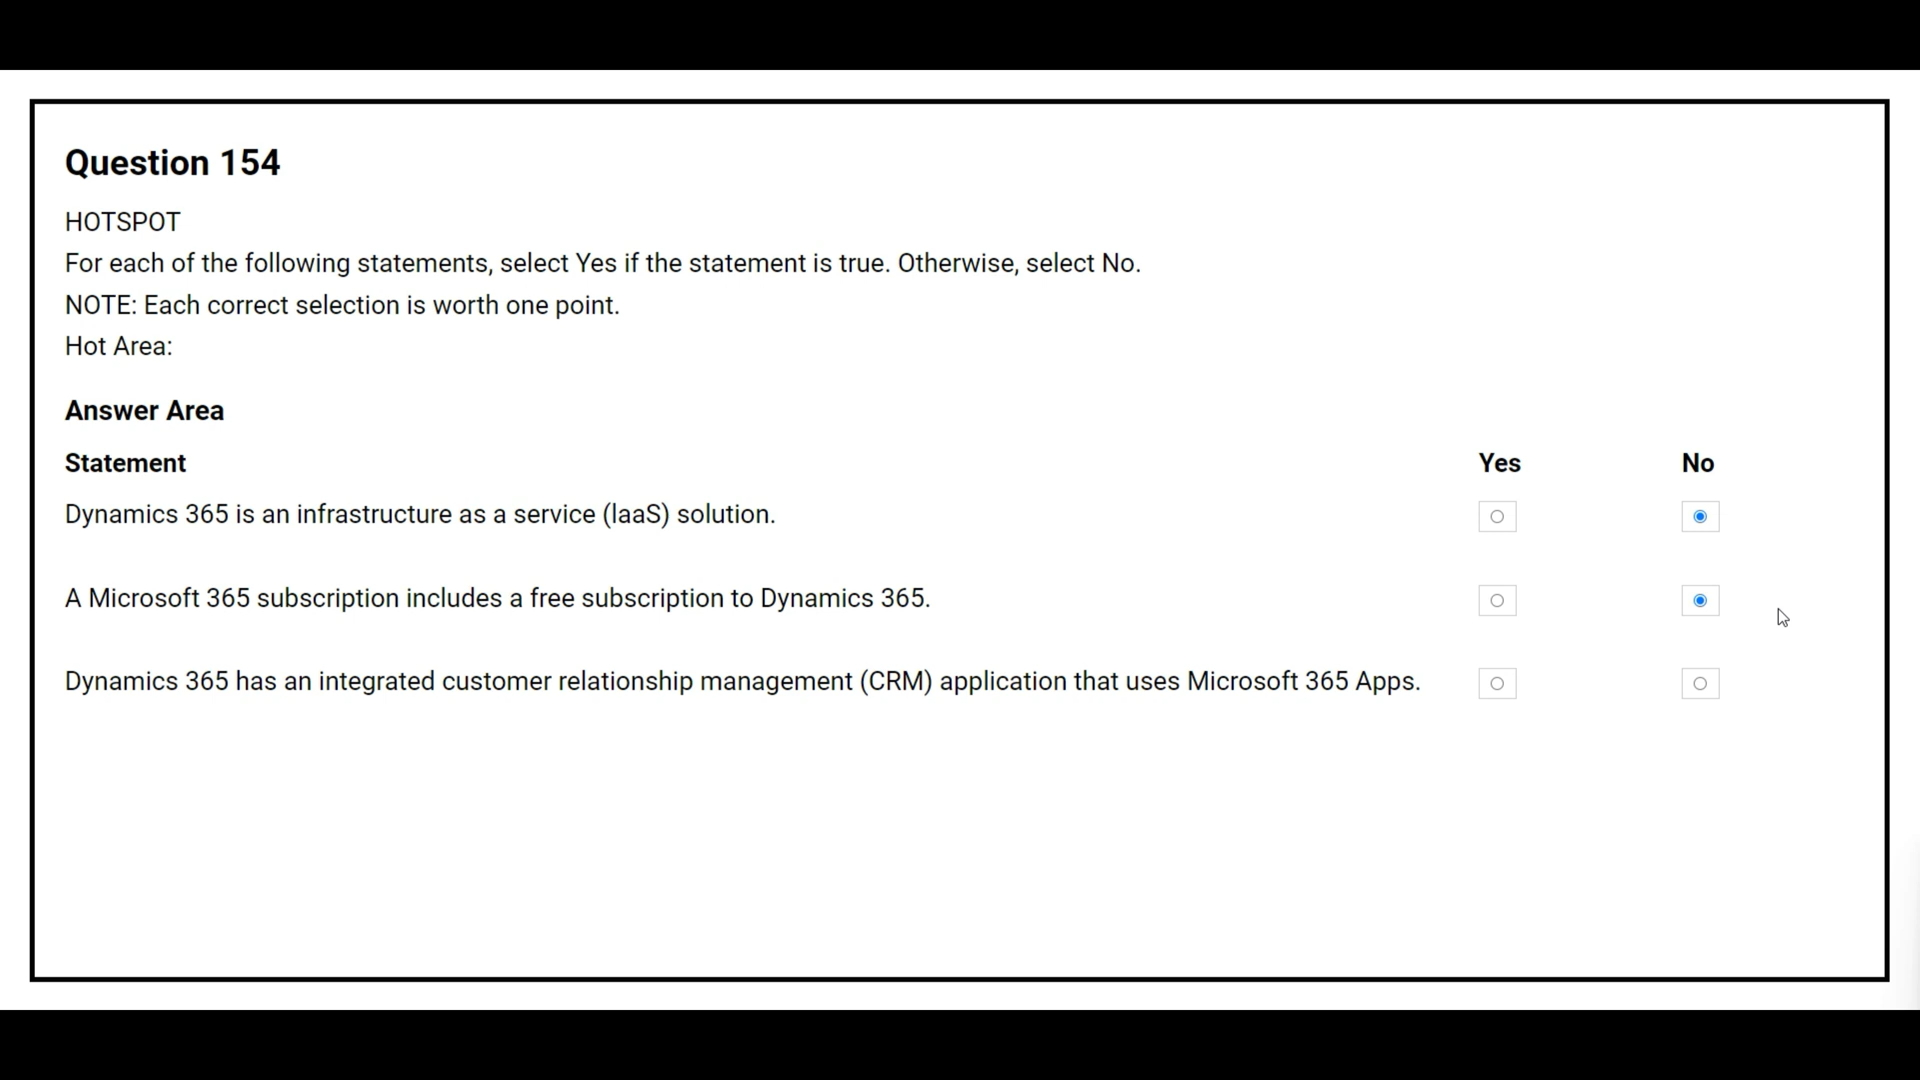 Question 154
HOTSPOT
For each of the following statements, select Yes if the statement is true. Otherwise, select No.
NOTE: Each correct selection is worth one point.
Hot Area:
Answer Area
Statement Yes No
Dynamics 365 is an infrastructure as a service (laaS) solution.
A Microsoft 365 subscription includes a free subscription to Dynamics 365.
Dynamics 365 has an integrated customer relationship management (CRM) application that uses Microsoft 365 Apps.